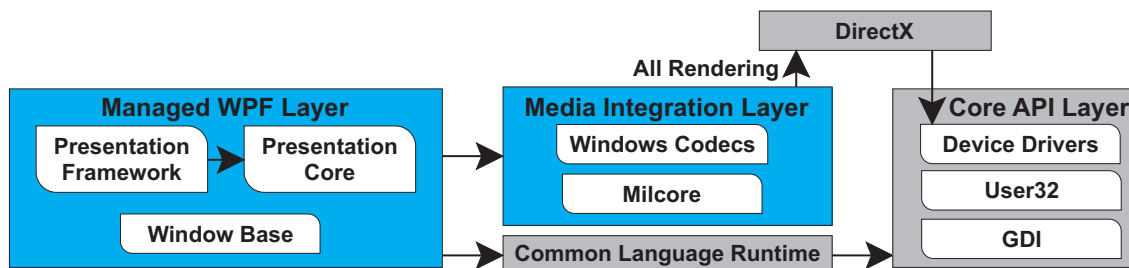 DirectX
All Rendering
Managed WPF Layer
Presentation
Framework
Presentation
Core
Window Base
Media Integration Layer
Windows Codecs
Milcore
Common Language Runtime
Core API Layer
Device Drivers
User32
GDI